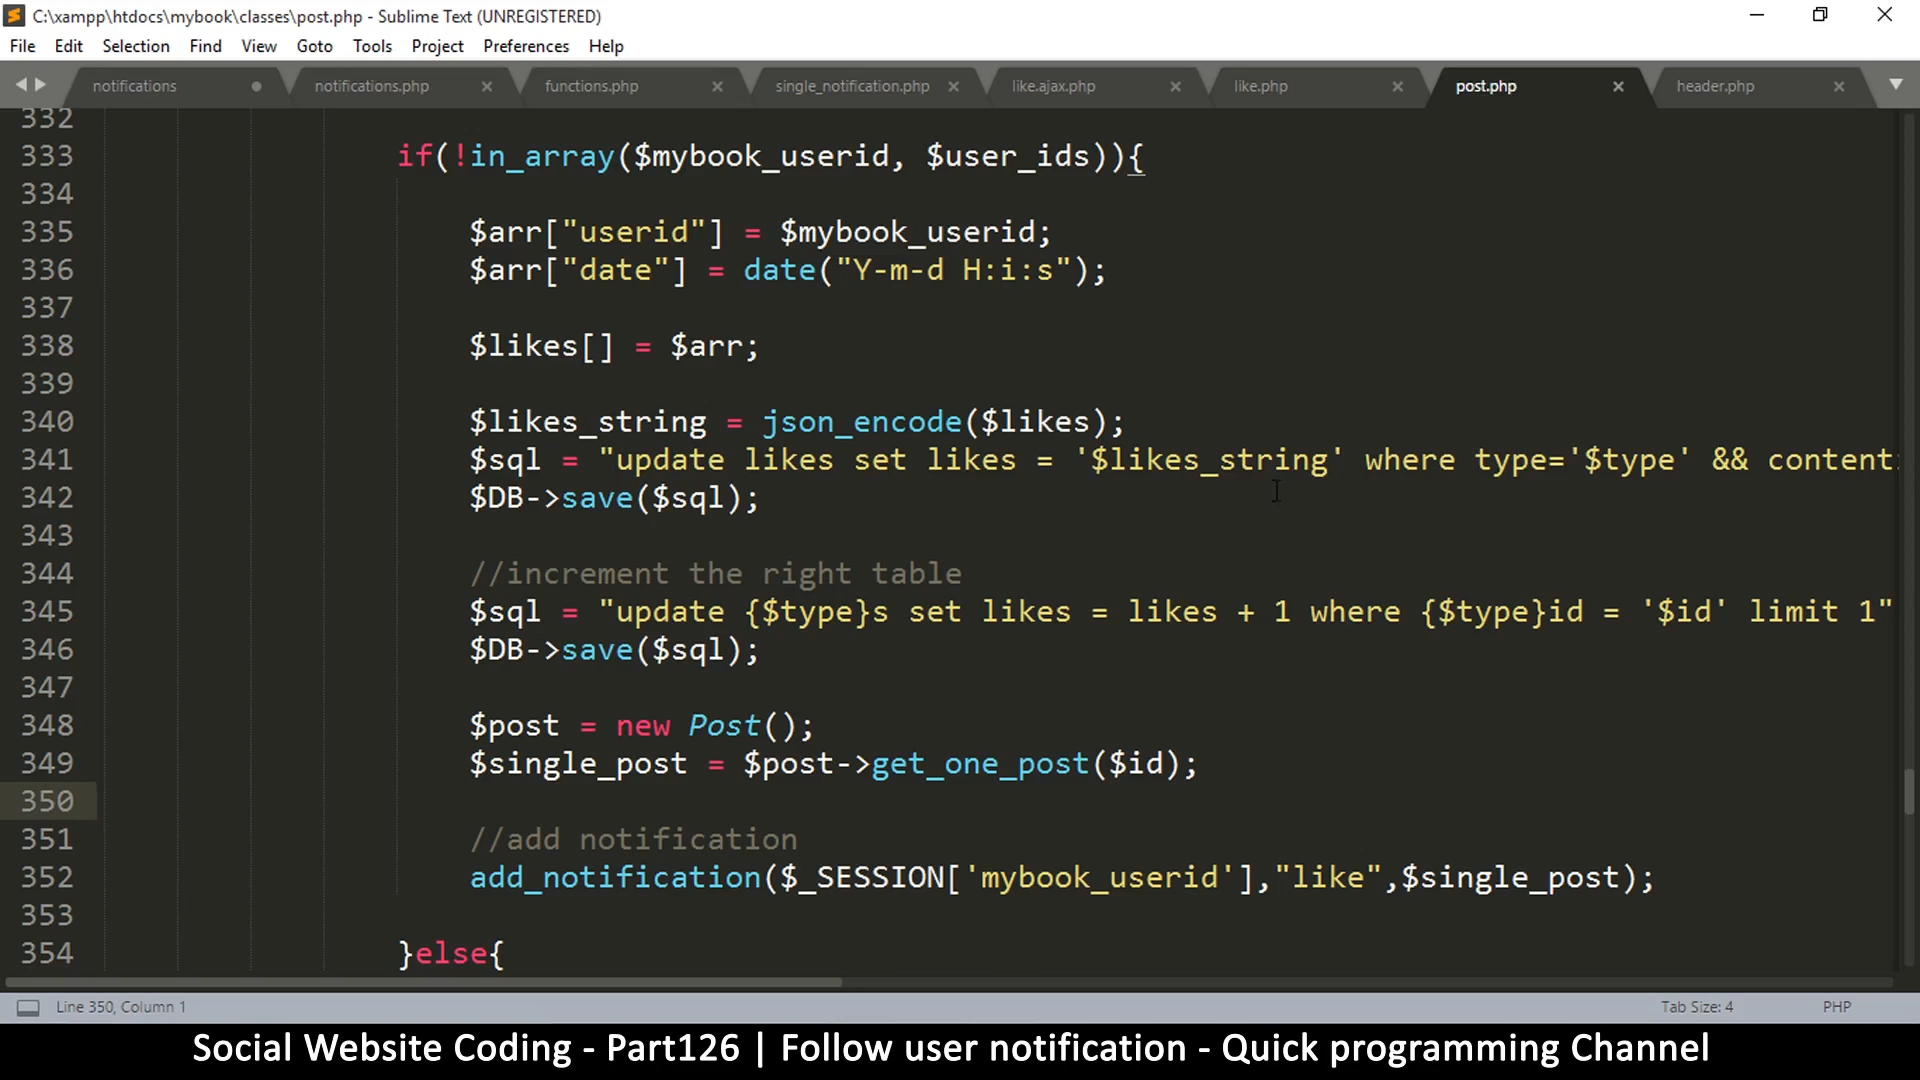 C:\xampp\htdocs\mybook\classes\post.php - Sublime Text (UNREGISTERED)
File Edit Selection Find View Goto Tools Project Preferences Help
notifications notifications.php functions.php single_notification.php like.ajax.php like.php post.php header.php
332
333 if(!in_array($mybook_userid, $user_ids)){
334
335 $arr["userid"] = $mybook_userid;
336 $arr["date"] = date("Y-m-d H:i:s");
337
338 $likes[] = $arr;
339
340 $likes_string = json_encode($likes);
341 $sql = "update likes set likes = '$likes_string' where type='$type' && content
342 $DB->save($sql);
343
344 //increment the right table
345 $sql = "update {$type}s set likes = likes + 1 where {$type}id = '$id' limit 1"
346 $DB->save($sql);
347
348 $post = new Post();
349 $single_post = $post->get_one_post($id);
350
351 //add notification
352 add_notification($_SESSION['mybook_userid'],"like",$single_post);
353
354 }else{
Line 350, Column 1 Tab Size: 4 PHP
Social Website Coding - Part126 | Follow user notification - Quick programming Channel